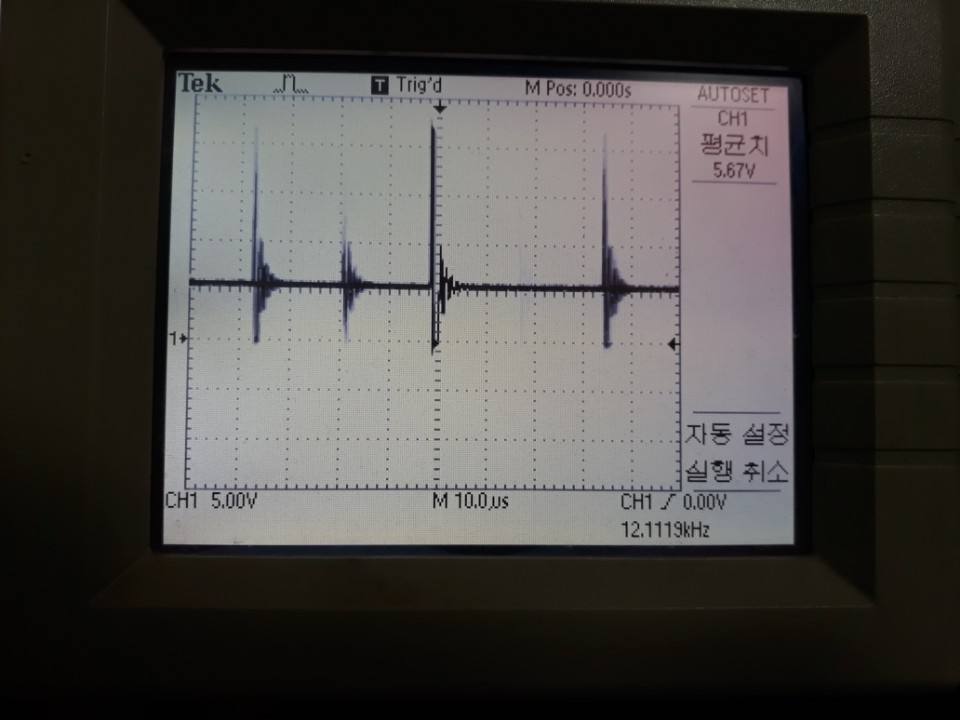 Tek
T Trig'd
M Pos: 0.000s
AUTOSET
CH1
평균치
5.67V
1
자동 설정
실행 취소
CH1 5.00V
M 10.0µs
CH1 0.00V
12.1119kHz